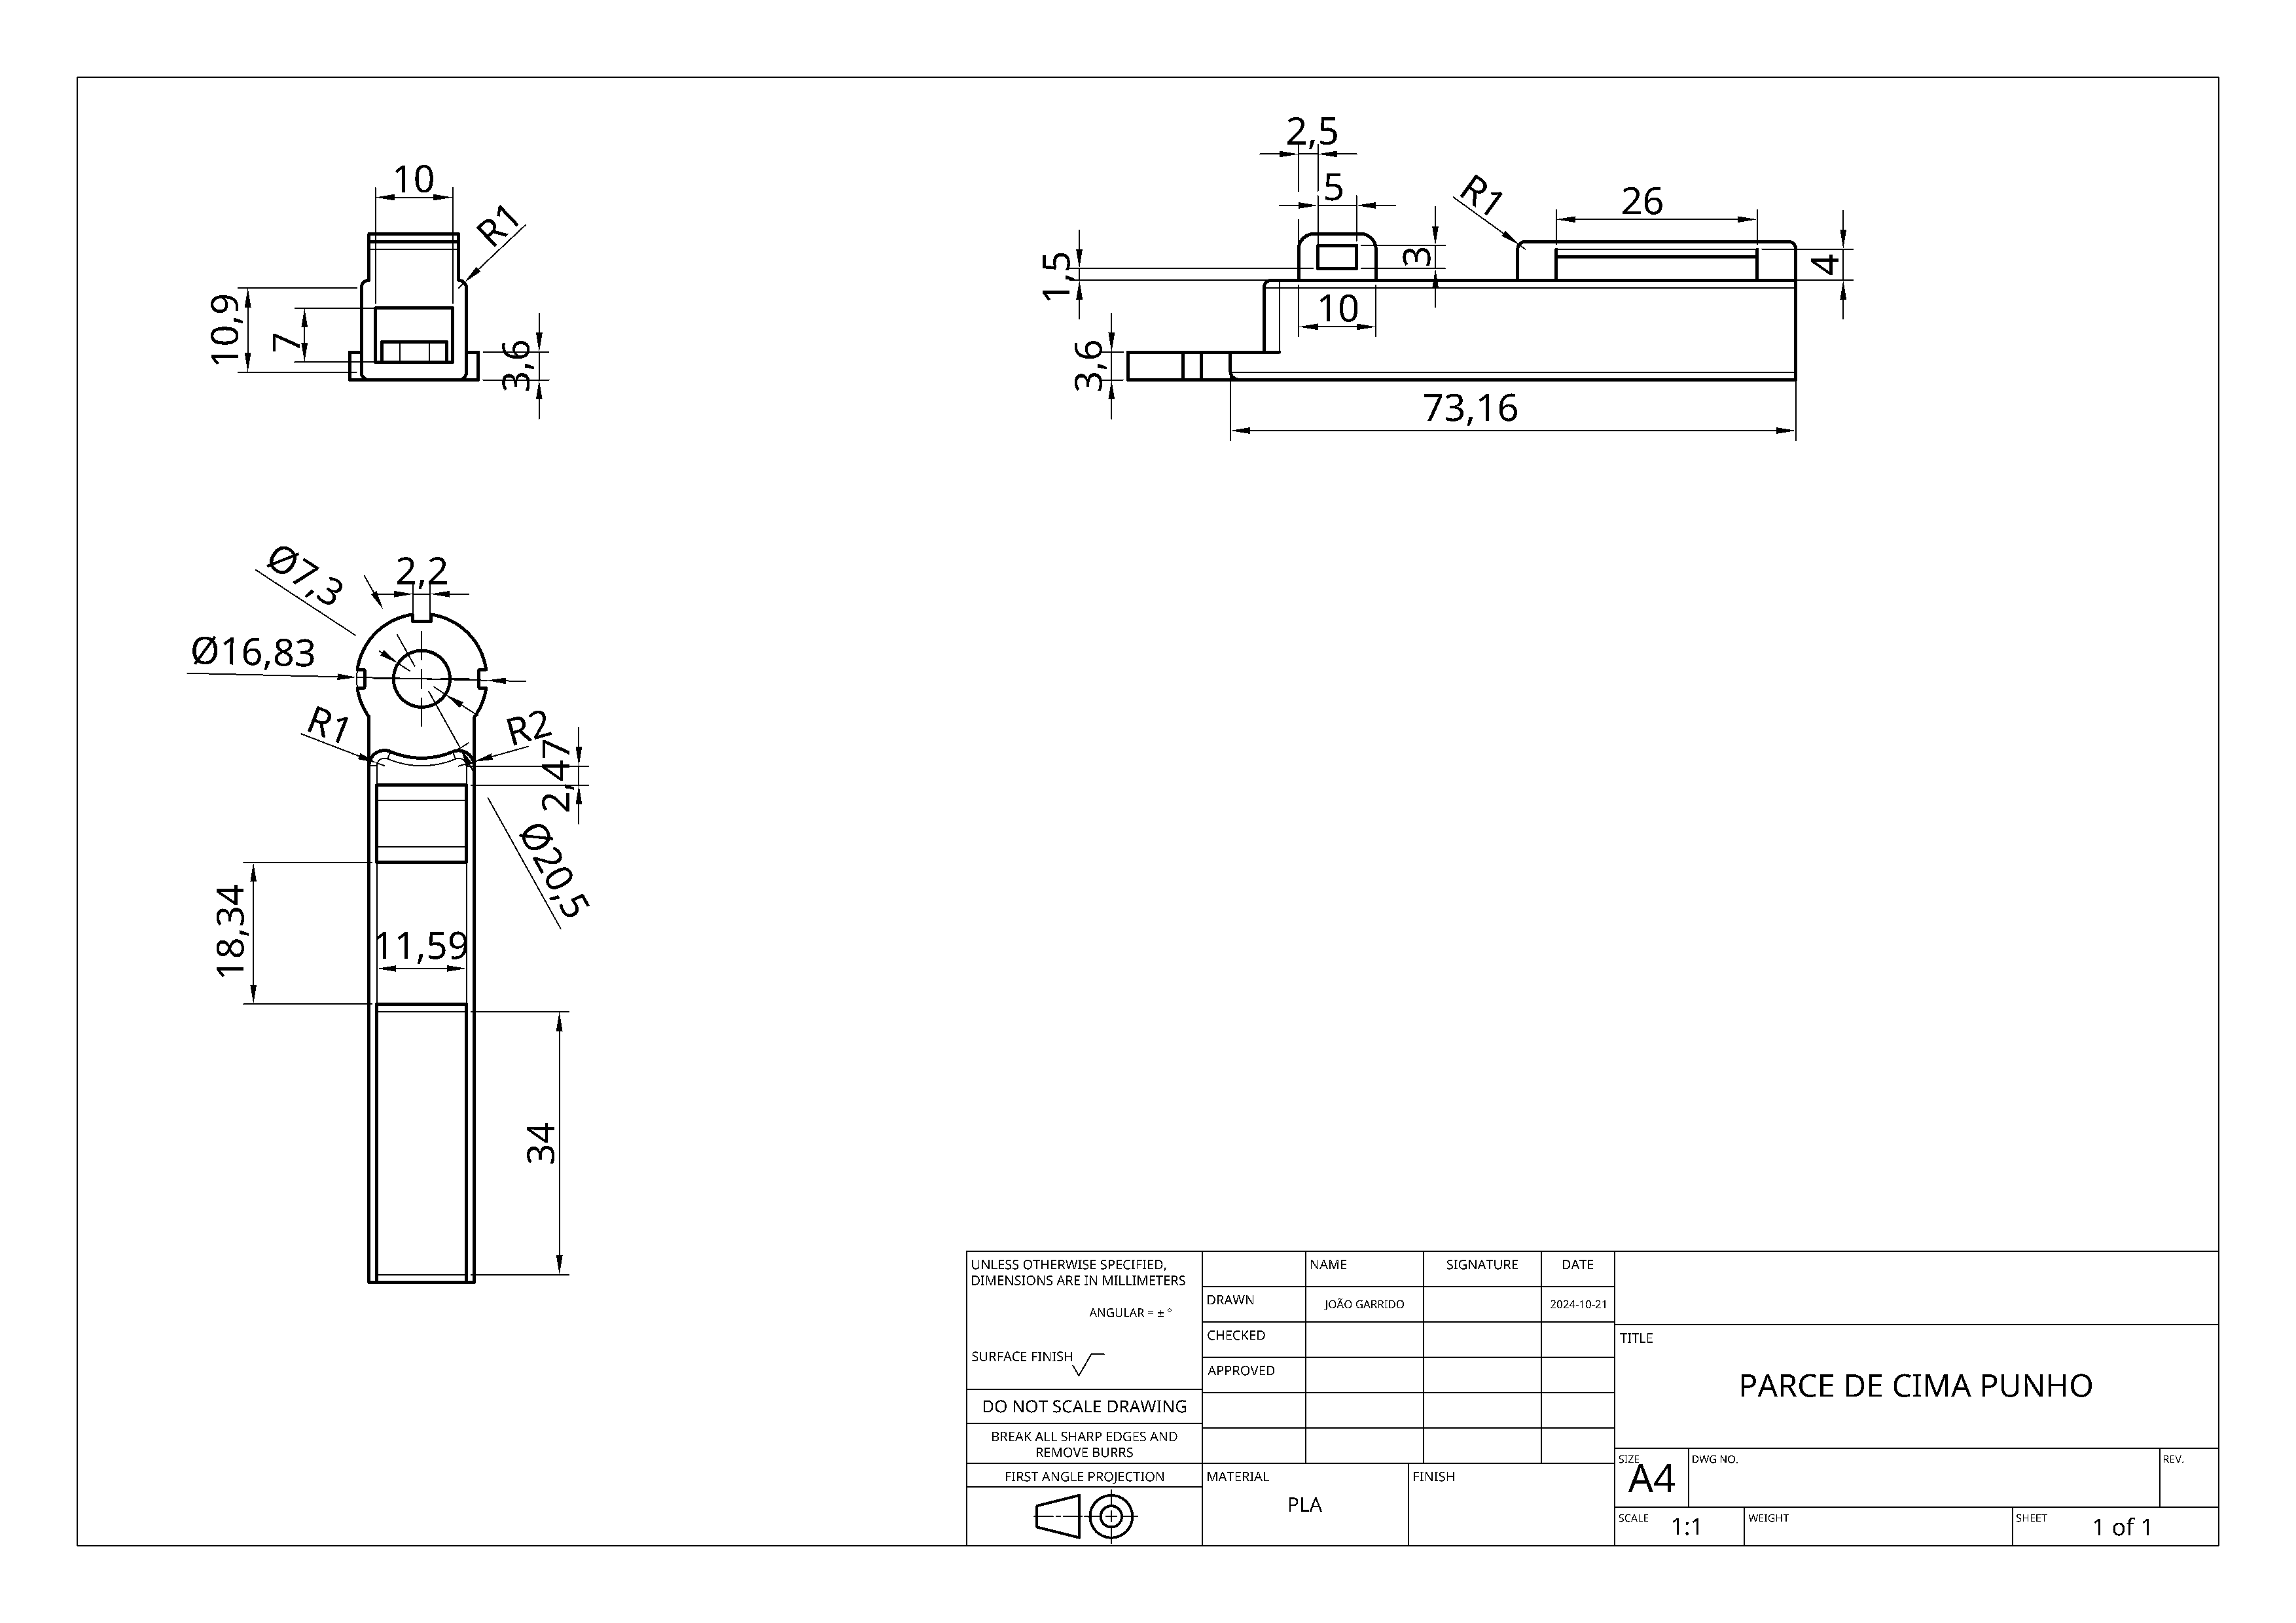 10
R1
10,9
7
3,6
2,5
5
R1
26
1,5
3
4
10
3,6
73,16
Ø7,3
2,2
Ø16,83
R1
R2
2,47
Ø20,5
18,34
11,59
34
UNLESS OTHERWISE SPECIFIED,
DIMENSIONS ARE IN MILLIMETERS
ANGULAR = ± °
SURFACE FINISH
DO NOT SCALE DRAWING
BREAK ALL SHARP EDGES AND
REMOVE BURRS
FIRST ANGLE PROJECTION
NAME SIGNATURE DATE
DRAWN JOÃO GARRIDO 2024-10-21
CHECKED
APPROVED
MATERIAL
PLA
FINISH
TITLE
PARCE DE CIMA PUNHO
SIZE
A4
DWG NO.
REV.
SCALE 1:1
WEIGHT
SHEET 1 of 1